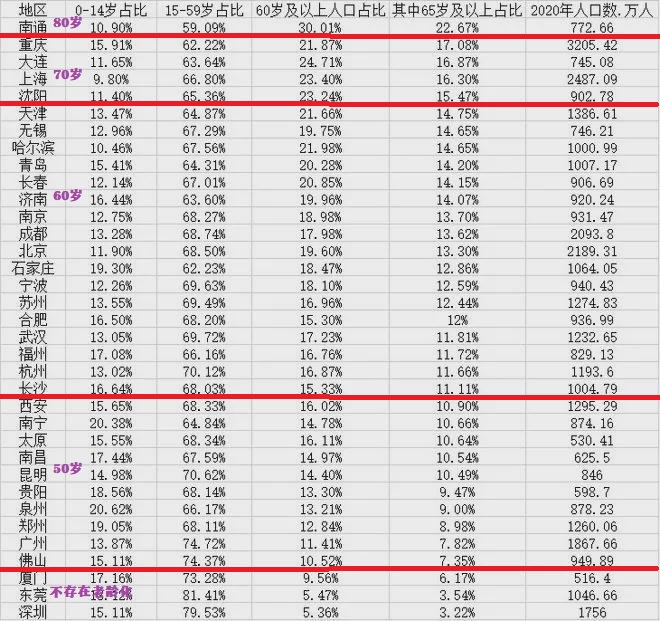 地区 0-14岁占比 15-59岁占比 60岁及以上人口占比 其中65岁及以上占比 2020年人口数.万人
南通 80岁 10.90% 59.09% 30.01% 22.67% 772.66
重庆 15.91% 62.22% 21.87% 17.08% 3205.42
大连 11.65% 63.64% 24.71% 16.87% 745.08
上海 70岁 9.80% 66.80% 23.40% 16.30% 2487.09
沈阳 11.40% 65.36% 23.24% 15.47% 902.78
天津 13.47% 64.87% 21.66% 14.75% 1386.61
无锡 12.96% 67.29% 19.75% 14.65% 746.21
哈尔滨 10.46% 67.56% 21.98% 14.65% 1000.99
青岛 15.41% 64.31% 20.28% 14.20% 1007.17
长春 12.14% 67.01% 20.85% 14.15% 906.69
济南 60岁 16.44% 63.60% 19.96% 14.07% 920.24
南京 12.75% 68.27% 18.98% 13.70% 931.47
成都 13.28% 68.74% 17.98% 13.62% 2093.8
北京 11.90% 68.50% 19.60% 13.30% 2189.31
石家庄 19.30% 62.23% 18.47% 12.86% 1064.05
宁波 12.26% 69.63% 18.10% 12.59% 940.43
苏州 13.55% 69.49% 16.96% 12.44% 1274.83
合肥 16.50% 68.20% 15.30% 12% 936.99
武汉 13.05% 69.72% 17.23% 11.81% 1232.65
福州 17.08% 66.16% 16.76% 11.72% 829.13
杭州 13.02% 70.12% 16.87% 11.66% 1193.6
长沙 16.64% 68.03% 15.33% 11.11% 1004.79
西安 15.65% 68.33% 16.02% 10.90% 1295.29
南宁 20.38% 64.84% 14.78% 10.66% 874.16
太原 15.55% 68.34% 16.11% 10.64% 530.41
南昌 17.44% 67.59% 14.97% 10.54% 625.5
昆明 50岁 14.98% 70.62% 14.40% 10.49% 846
贵阳 18.56% 68.14% 13.30% 9.47% 598.7
泉州 20.62% 66.17% 13.21% 9.00% 878.23
郑州 19.05% 68.11% 12.84% 8.98% 1260.06
广州 13.87% 74.72% 11.41% 7.82% 1867.66
佛山 15.11% 74.37% 10.52% 7.35% 949.89
厦门 17.16% 73.28% 9.56% 6.17% 516.4
东莞 不存在老龄化 81.41% 5.47% 3.54% 1046.66
深圳 15.11% 79.53% 5.36% 3.22% 1756